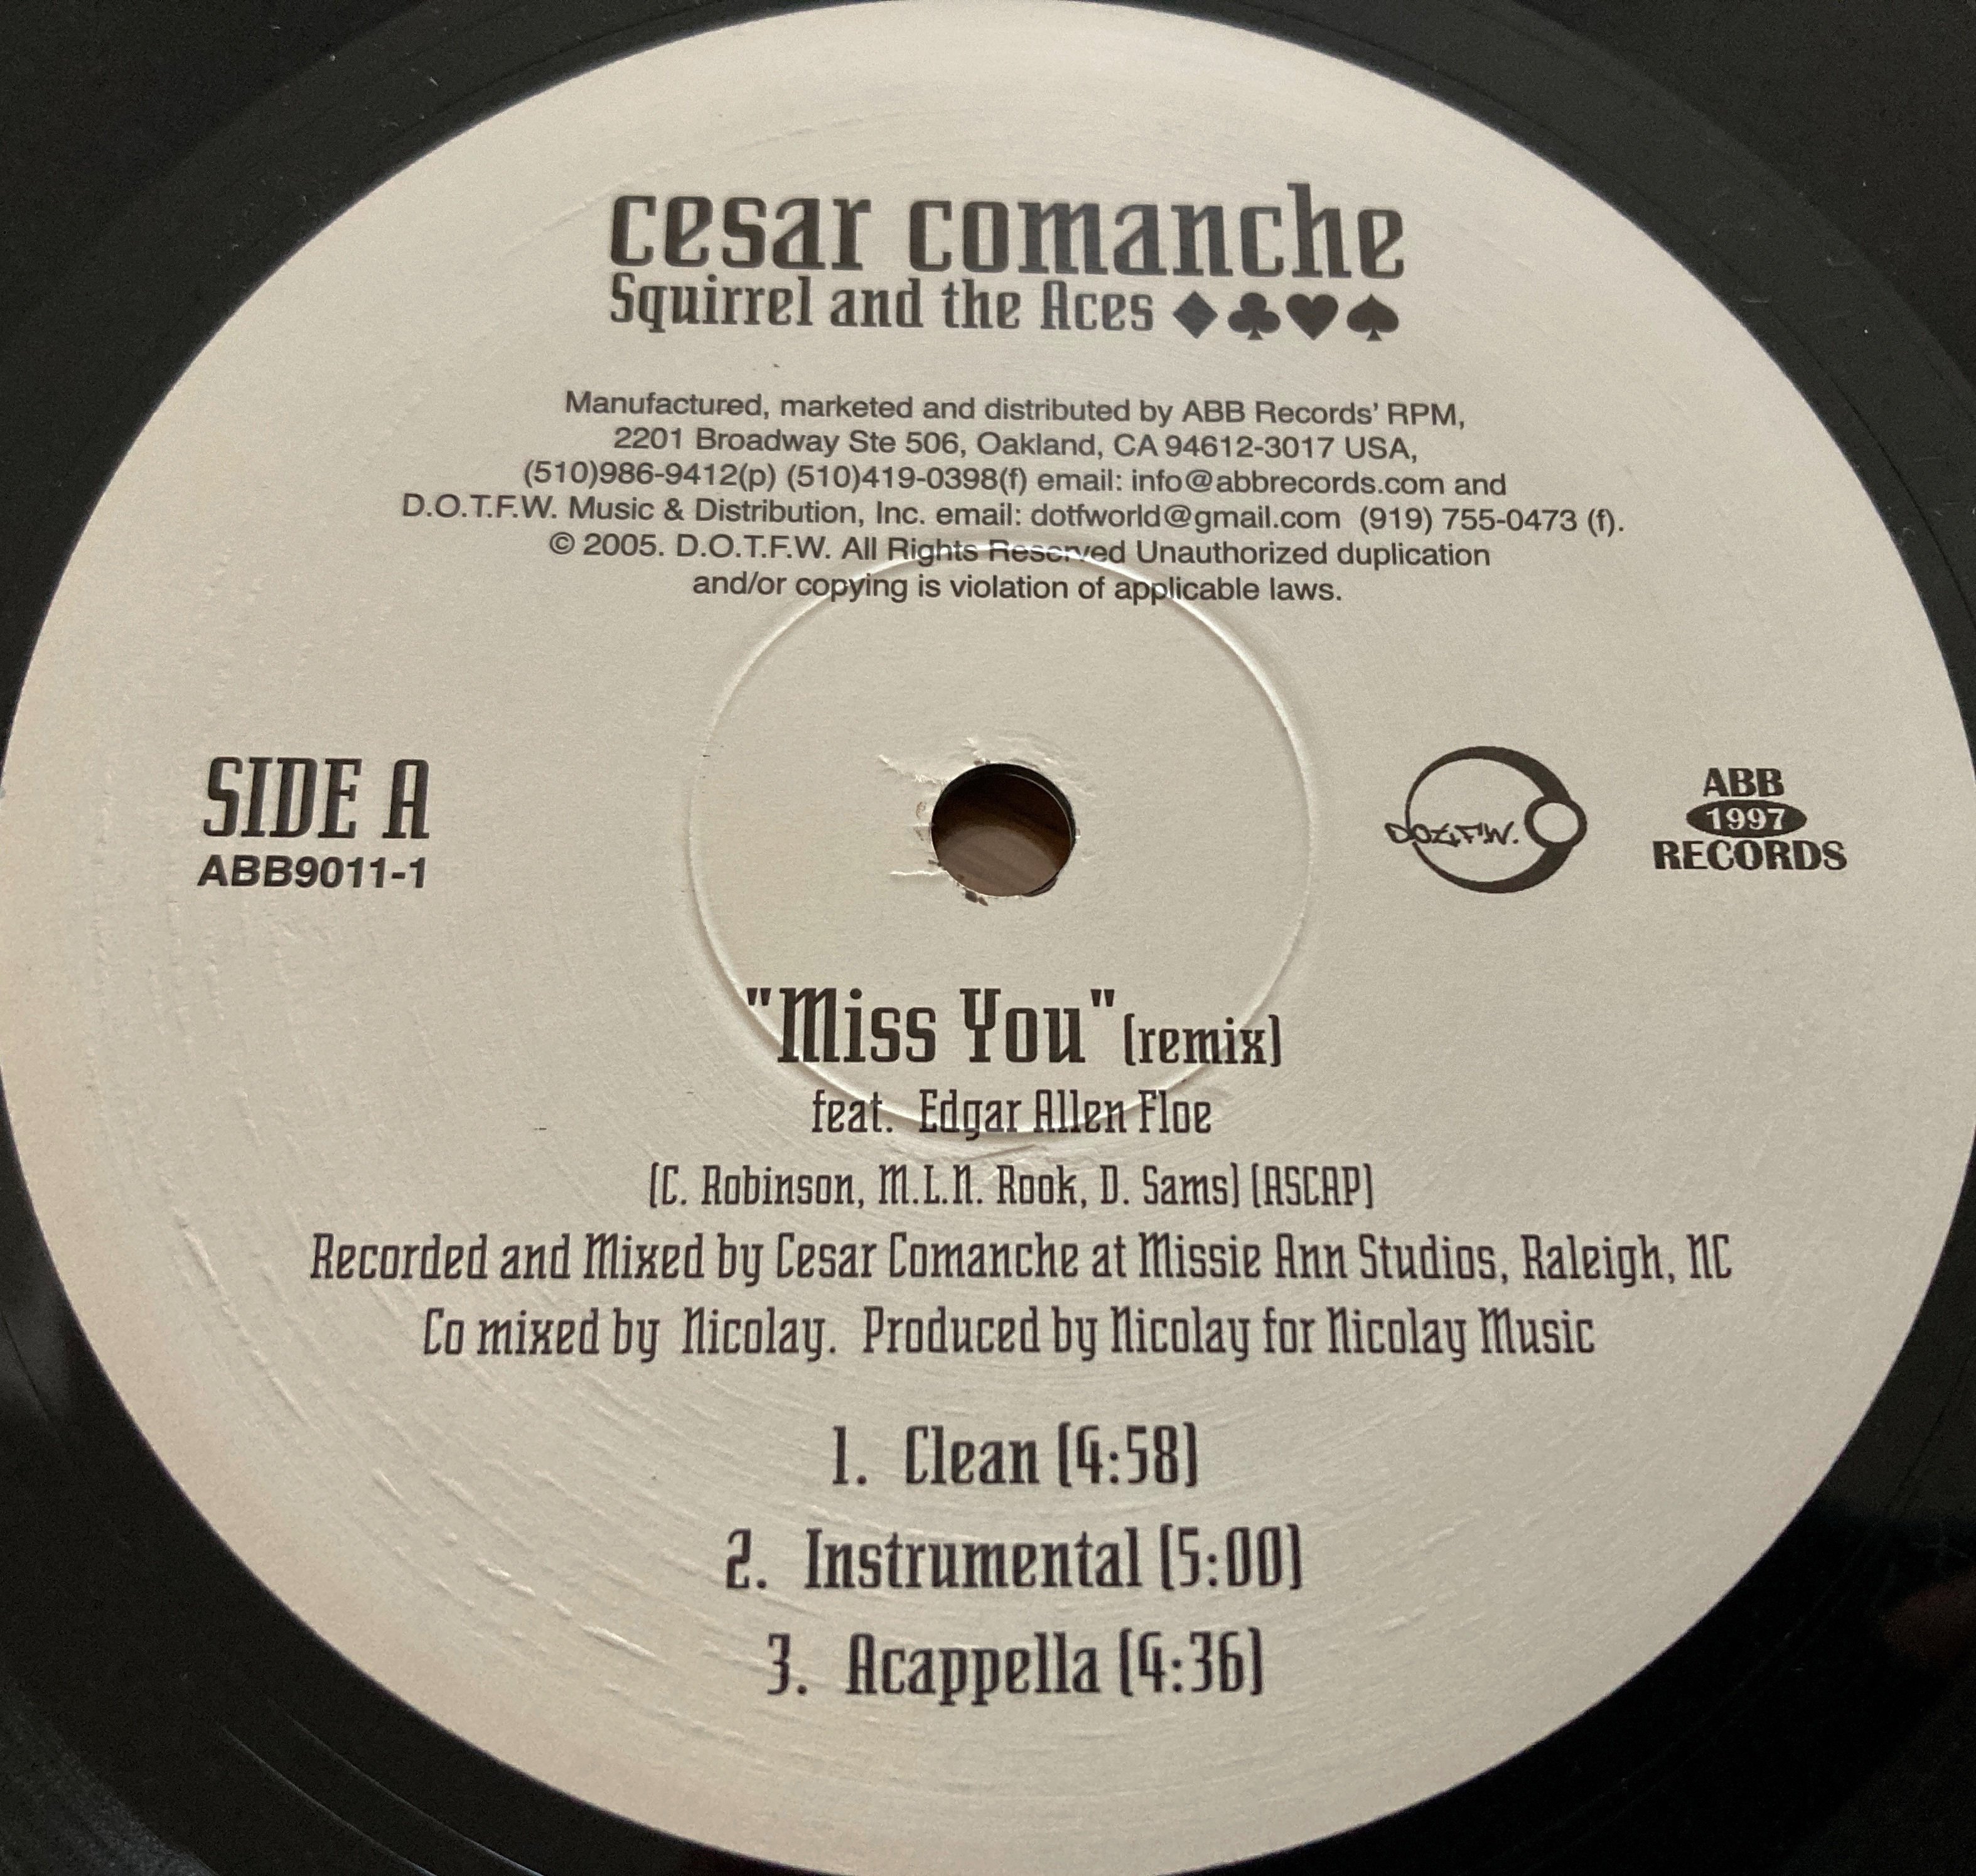 cesar comanche
Squirrel and the Aces ♦♣♥♠
Manufactured, marketed and distributed by ABB Records' RPM,
2201 Broadway Ste 506, Oakland, CA 94612-3017 USA,
(510)986-9412(p) (510)419-0398(f) email: info@abbrecords.com and
D.O.T.F.W. Music & Distribution, Inc. email: dotfworld@gmail.com (919) 755-0473 (f).
© 2005. D.O.T.F.W. All Rights Reserved Unauthorized duplication
and/or copying is violation of applicable laws.
SIDE A
ABB9011-1
D.O.T.F.W.
ABB
1997
RECORDS
"Miss You" (remix)
feat. Edgar Allen Floe
(C. Robinson, M.L.N. Rook, D. Sams) (ASCAP)
Recorded and Mixed by Cesar Comanche at Missie Ann Studios, Raleigh, NC
Co mixed by Nicolay. Produced by Nicolay for Nicolay Music
1. Clean (4:58)
2. Instrumental (5:00)
3. Acappella (4:36)